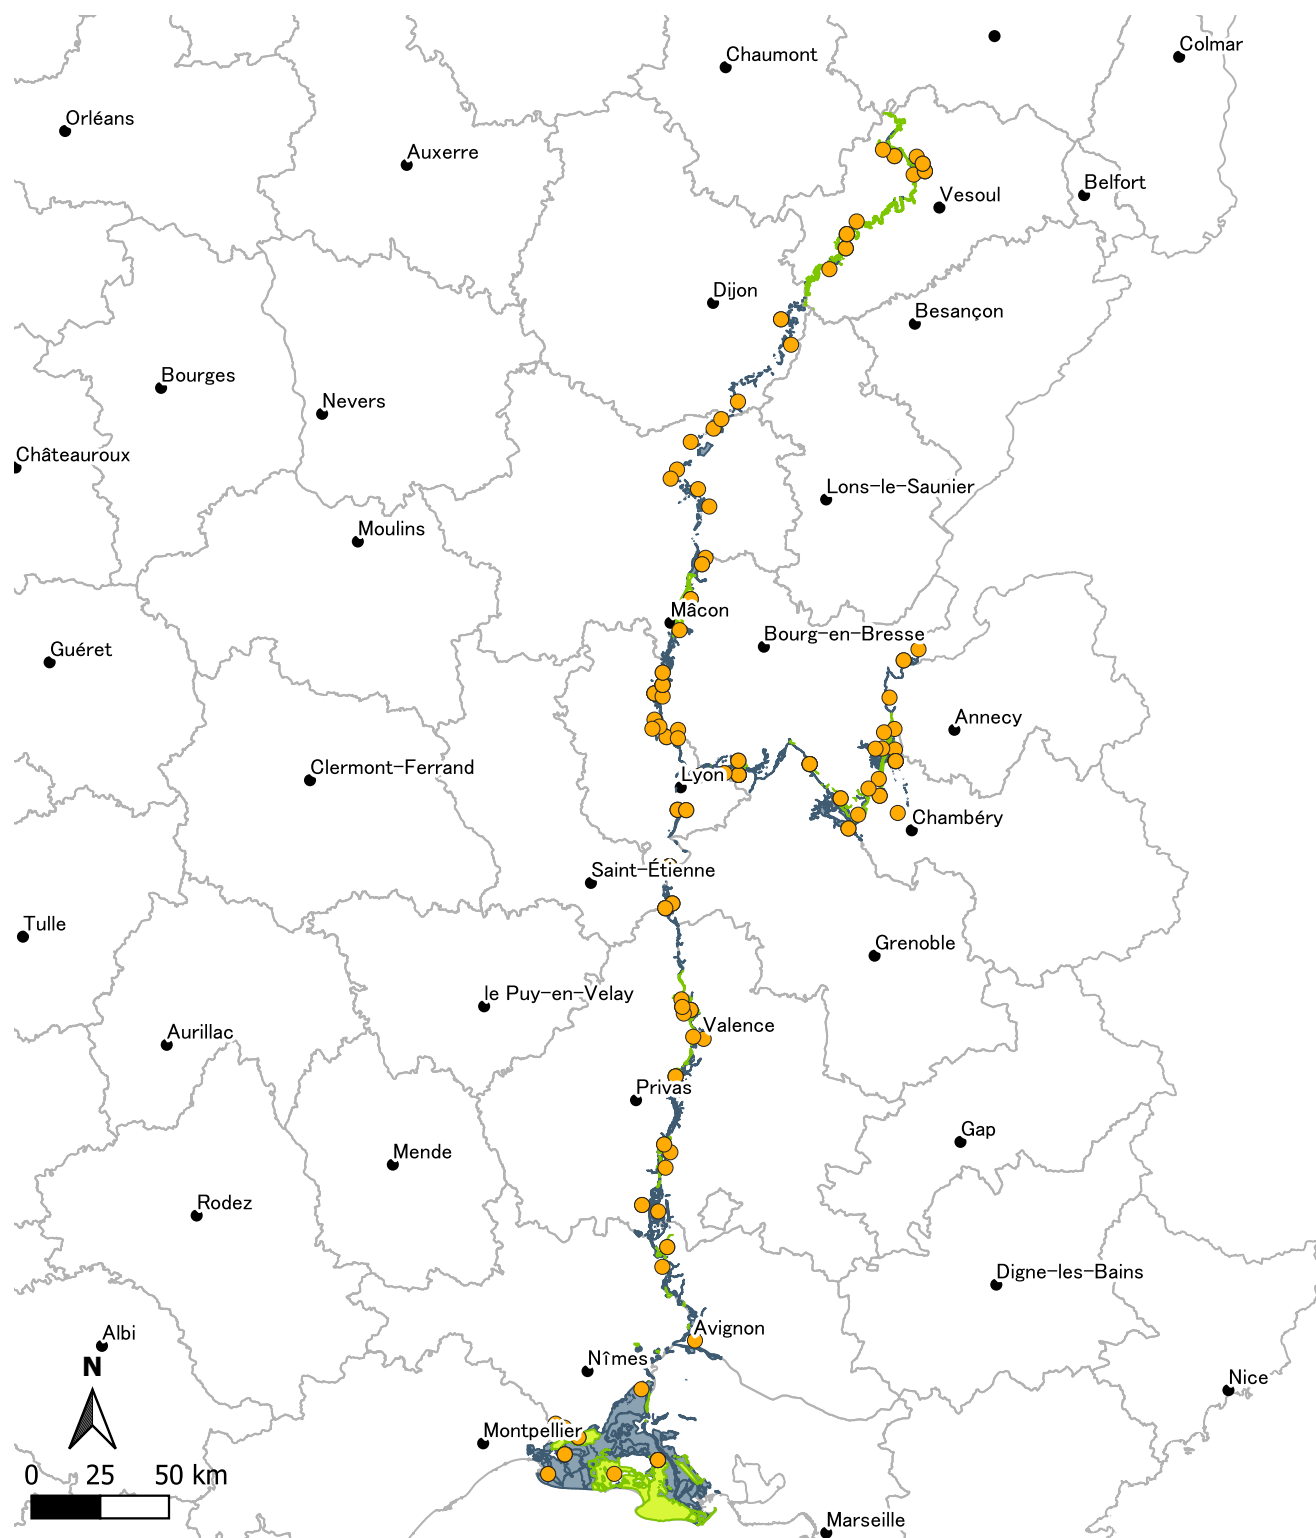 Colmar
Chaumont
Orléans
Auxerre
Belfort
Vesoul
Dijon
Besançon
Bourges
Nevers
Châteauroux
Lons-le-Saunier
Moulins
Mâcon
Bourg-en-Bresse
Guéret
Annecy
Clermont-Ferrand
Lyon
Chambéry
Saint-Étienne
Tulle
Grenoble
le Puy-en-Velay
Valence
Aurillac
Privas
Gap
Mende
Rodez
Digne-les-Bains
Avignon
Albi
Nîmes
N
Nice
Montpellier
0 25 50 km
Marseille